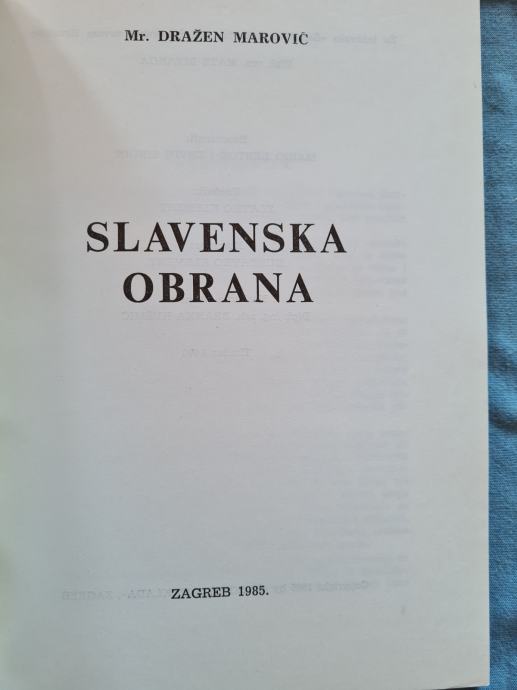 Mr. DRAŽEN MAROVIĆ
SLAVENSKA
OBRANA
ZAGREB 1985.